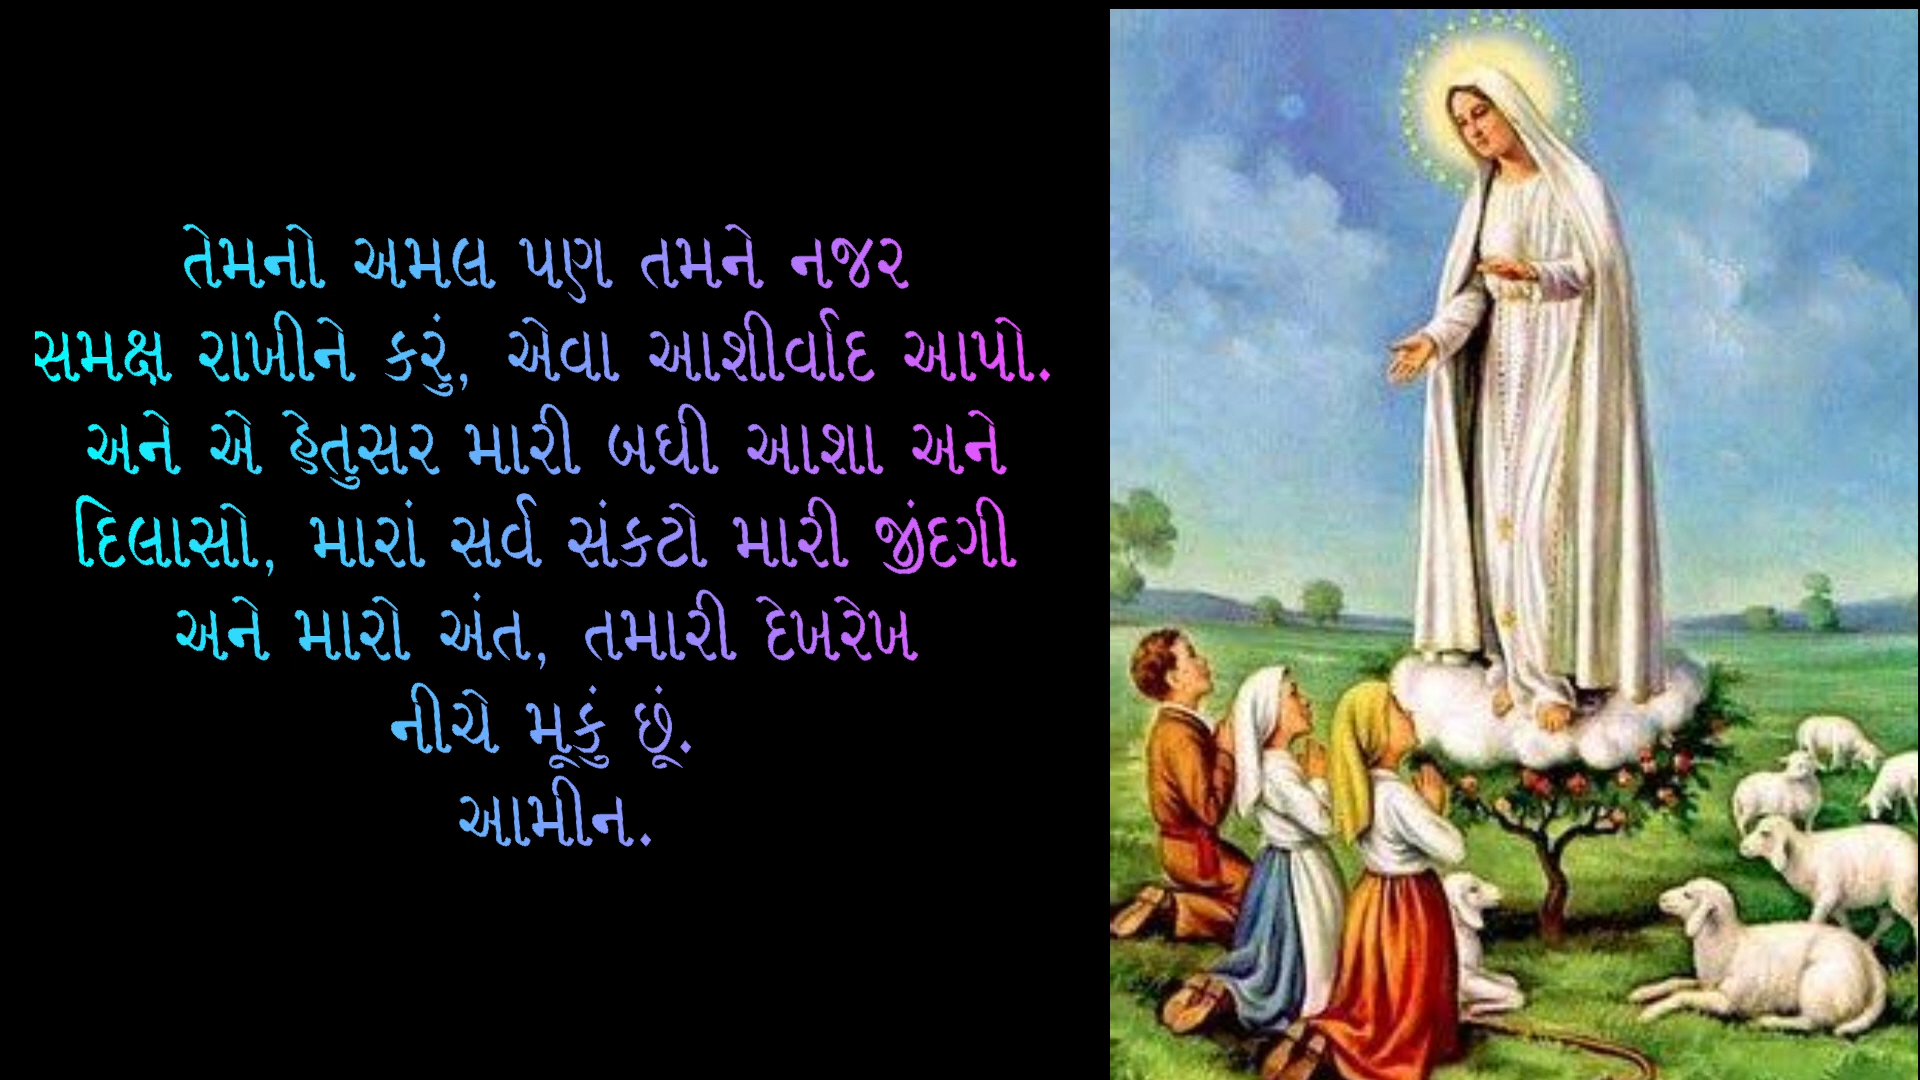 તેમનો અમલ પણ તમને નજર
સમક્ષ રાખીને કરું, એવા આશીર્વાદ આપો.
અને એ હેતુસર મારી બધી આશા અને
દિલાસો, મારાં સર્વ સંકટો મારી જીંદગી
અને મારો અંત, તમારી દેખરેખ
નીચે મૂકું છું.
આમીન.